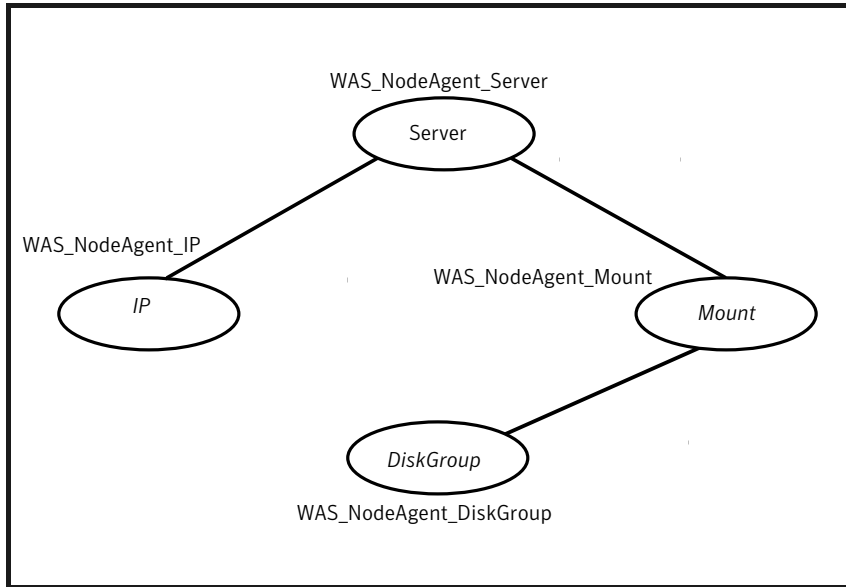 WAS_NodeAgent_Server
Server
WAS_NodeAgent_IP
IP
WAS_NodeAgent_Mount
Mount
DiskGroup
WAS_NodeAgent_DiskGroup